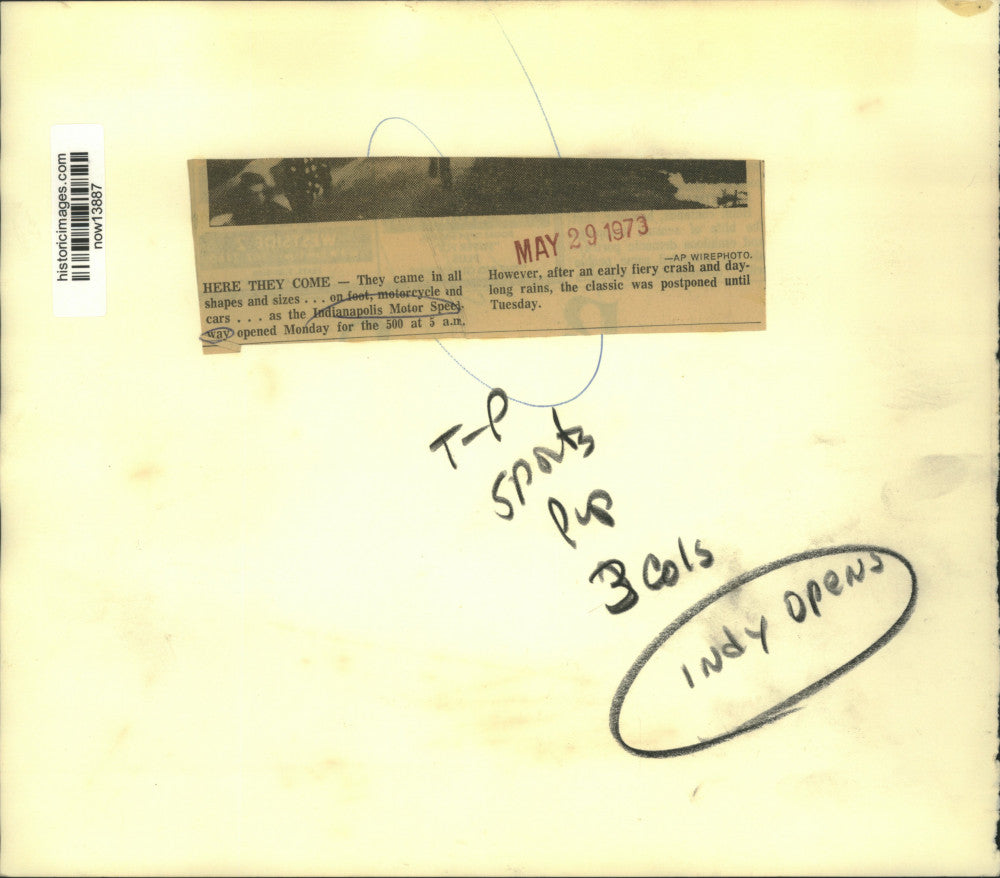 historicimages.com
now13887
MAY 29 1973
—AP WIREPHOTO.
HERE THEY COME — They came in all
shapes and sizes . . . on foot, motorcycle and
cars . . . as the Indianapolis Motor Speed-
way opened Monday for the 500 at 5 a.m.
However, after an early fiery crash and day-
long rains, the classic was postponed until
Tuesday.
T-P
Sports
3 Cols
INdY OPENS